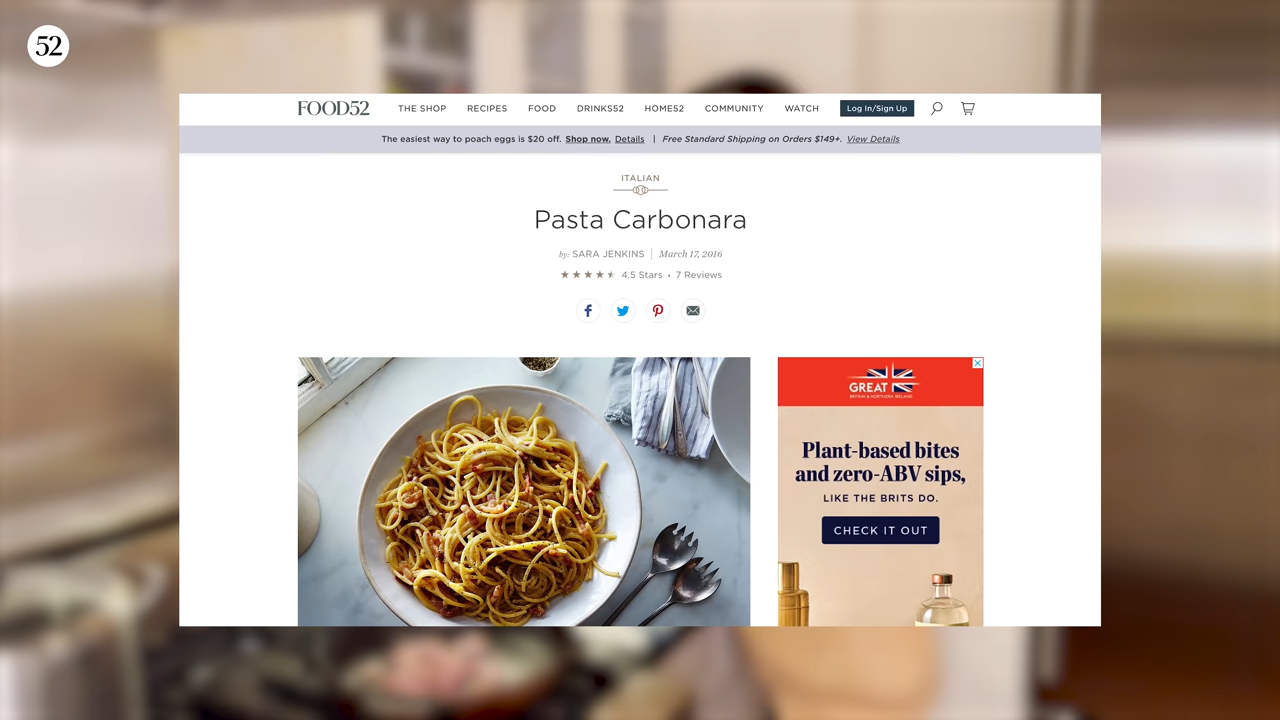 52
FOOD52 THE SHOP RECIPES FOOD DRINKS52 HOME52 COMMUNITY WATCH Log In/Sign Up
The easiest way to poach eggs is $20 off. Shop now. Details | Free Standard Shipping on Orders $149+. View Details
ITALIAN
Pasta Carbonara
by: SARA JENKINS | March 17, 2016
4.5 Stars • 7 Reviews
GREAT
BRITAIN & NORTHERN IRELAND
Plant-based bites
and zero-ABV sips,
LIKE THE BRITS DO.
CHECK IT OUT